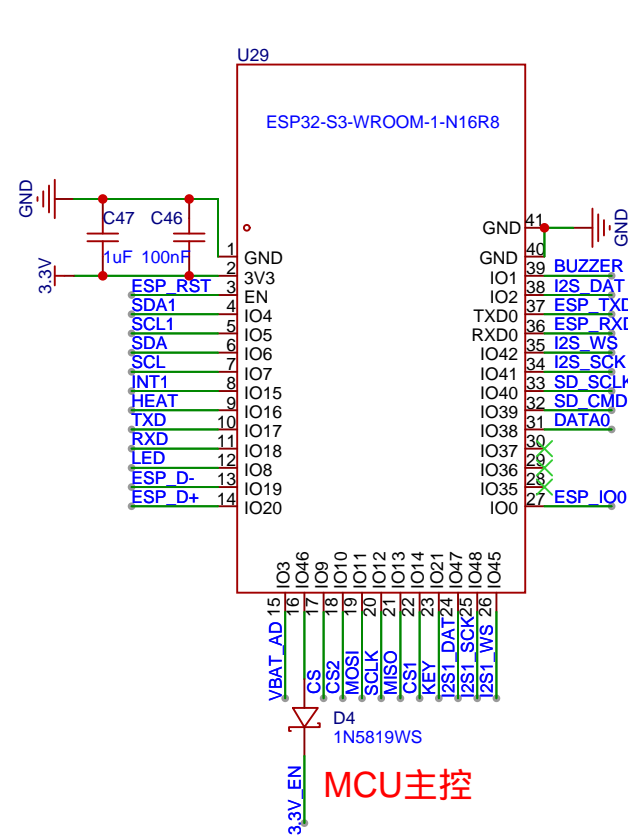 U29
ESP32-S3-WROOM-1-N16R8
GND
C47
C46
1uF
100nF
3.3V
1 GND
2 3V3
ESP_RST 3 EN
SDA1 4 IO4
SCL1 5 IO5
SDA 6 IO6
SCL 7 IO7
INT1 8 IO15
HEAT 9 IO16
TXD 10 IO17
RXD 11 IO18
LED 12 IO8
ESP_D- 13 IO19
ESP_D+ 14 IO20
GND 41
GND
GND 40
IO1 39 BUZZER
IO2 38 I2S_DAT
TXD0 37 ESP_TXD
RXD0 36 ESP_RXD
IO42 35 I2S_WS
IO41 34 I2S_SCK
IO40 33 SD_SCLK
IO39 32 SD_CMD
IO38 31 DATA0
IO37 30
IO36 29
IO35 28
IO0 27 ESP_IO0
IO3 15 VBAT_AD
IO46 16
IO9 17 CS
IO10 18 CS2
IO11 19 MOSI
IO12 20 SCLK
IO13 21 MISO
IO14 22 CS1
IO21 23 KEY
IO47 24 I2S1_DAT
IO48 25 I2S1_SCK
IO45 26 I2S1_WS
D4
1N5819WS
3.3V_EN
MCU主控